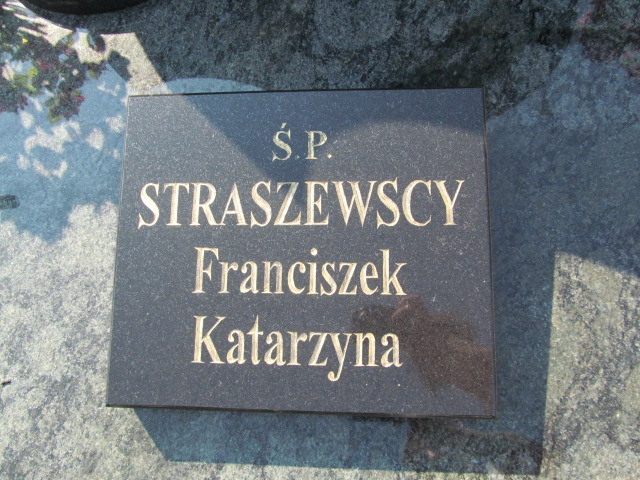 Ś.P.
STRASZEWSCY
Franciszek
Katarzyna